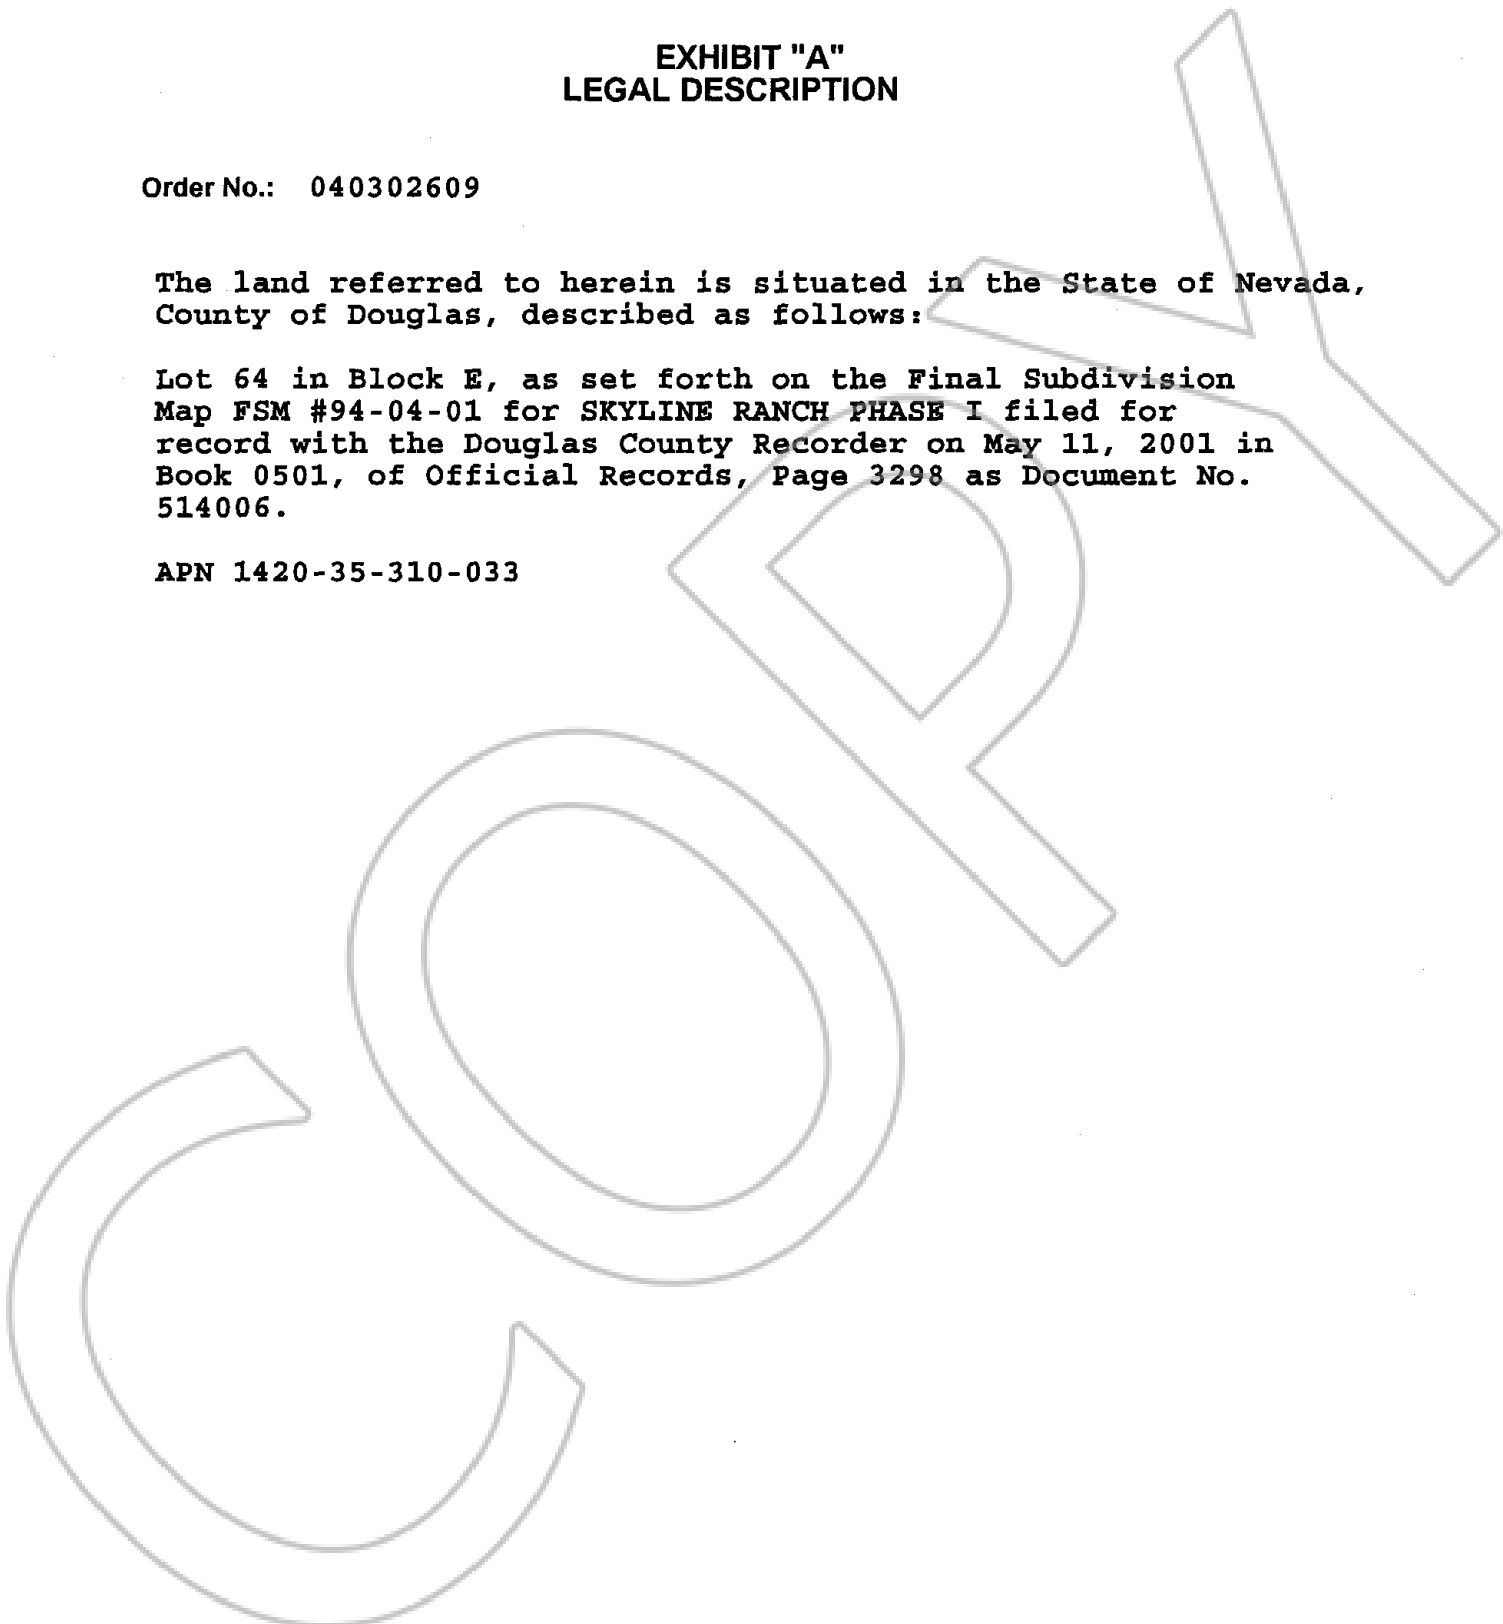 EXHIBIT "A"
LEGAL DESCRIPTION
Order No.: 040302609
The land referred to herein is situated in the State of Nevada,
County of Douglas, described as follows:
Lot 64 in Block E, as set forth on the Final Subdivision
Map FSM #94-04-01 for SKYLINE RANCH PHASE I filed for
record with the Douglas County Recorder on May 11, 2001 in
Book 0501, of Official Records, Page 3298 as Document No.
514006.
APN 1420-35-310-033
COPY